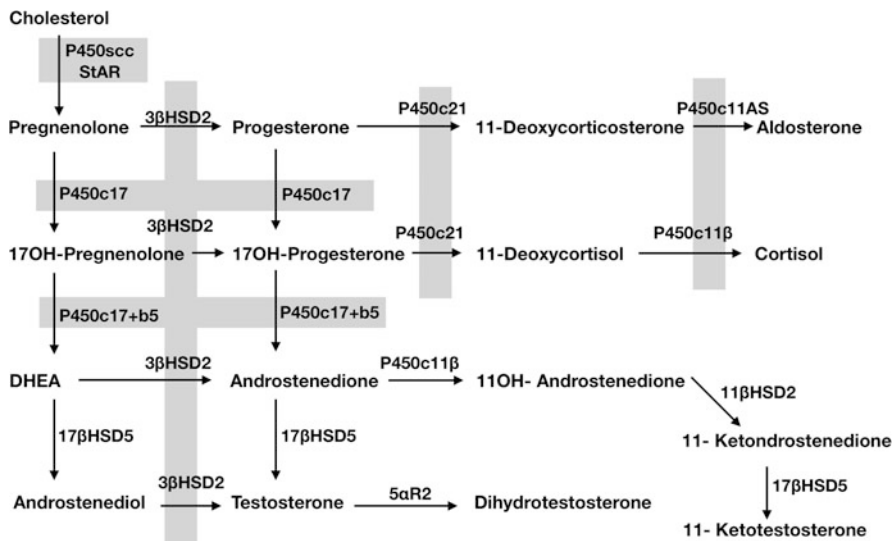 Cholesterol
P450scc
StAR
3βHSD2
P450c21
P450c11AS
Pregnenolone
Progesterone
11-Deoxycorticosterone
Aldosterone
P450c17
P450c17
3βHSD2
P450c21
P450c11β
17OH-Pregnenolone
17OH-Progesterone
11-Deoxycortisol
Cortisol
P450c17+b5
P450c17+b5
3βHSD2
P450c11β
DHEA
Androstenedione
11OH- Androstenedione
11βHSD2
17βHSD5
17βHSD5
11- Ketondrostenedione
3βHSD2
5αR2
17βHSD5
Androstenediol
Testosterone
Dihydrotestosterone
11- Ketotestosterone